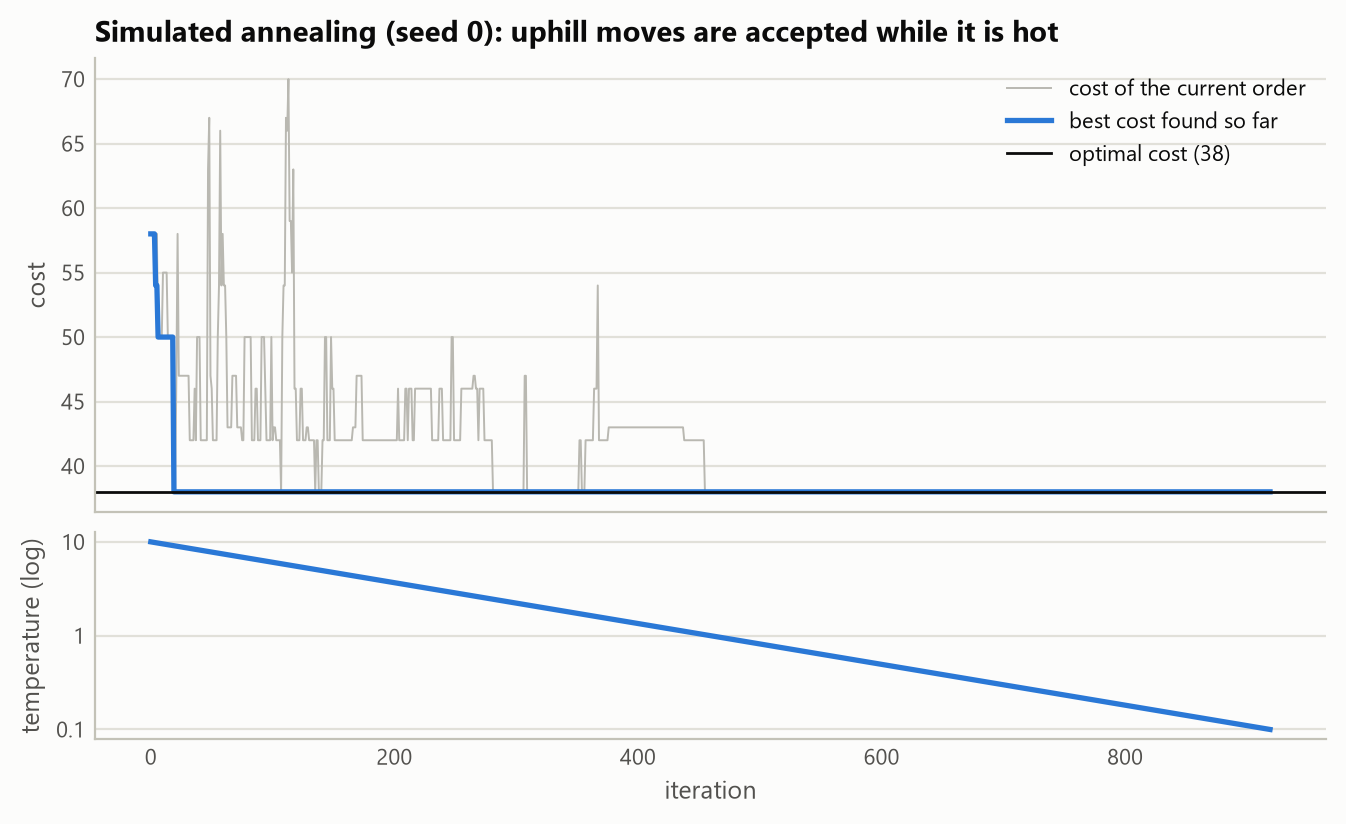 Simulated annealing (seed 0): uphill moves are accepted while it is hot
cost of the current order
best cost found so far
optimal cost (38)
70
65
60
55
50
45
40
cost
10
1
0.1
temperature (log)
0
200
400
600
800
iteration